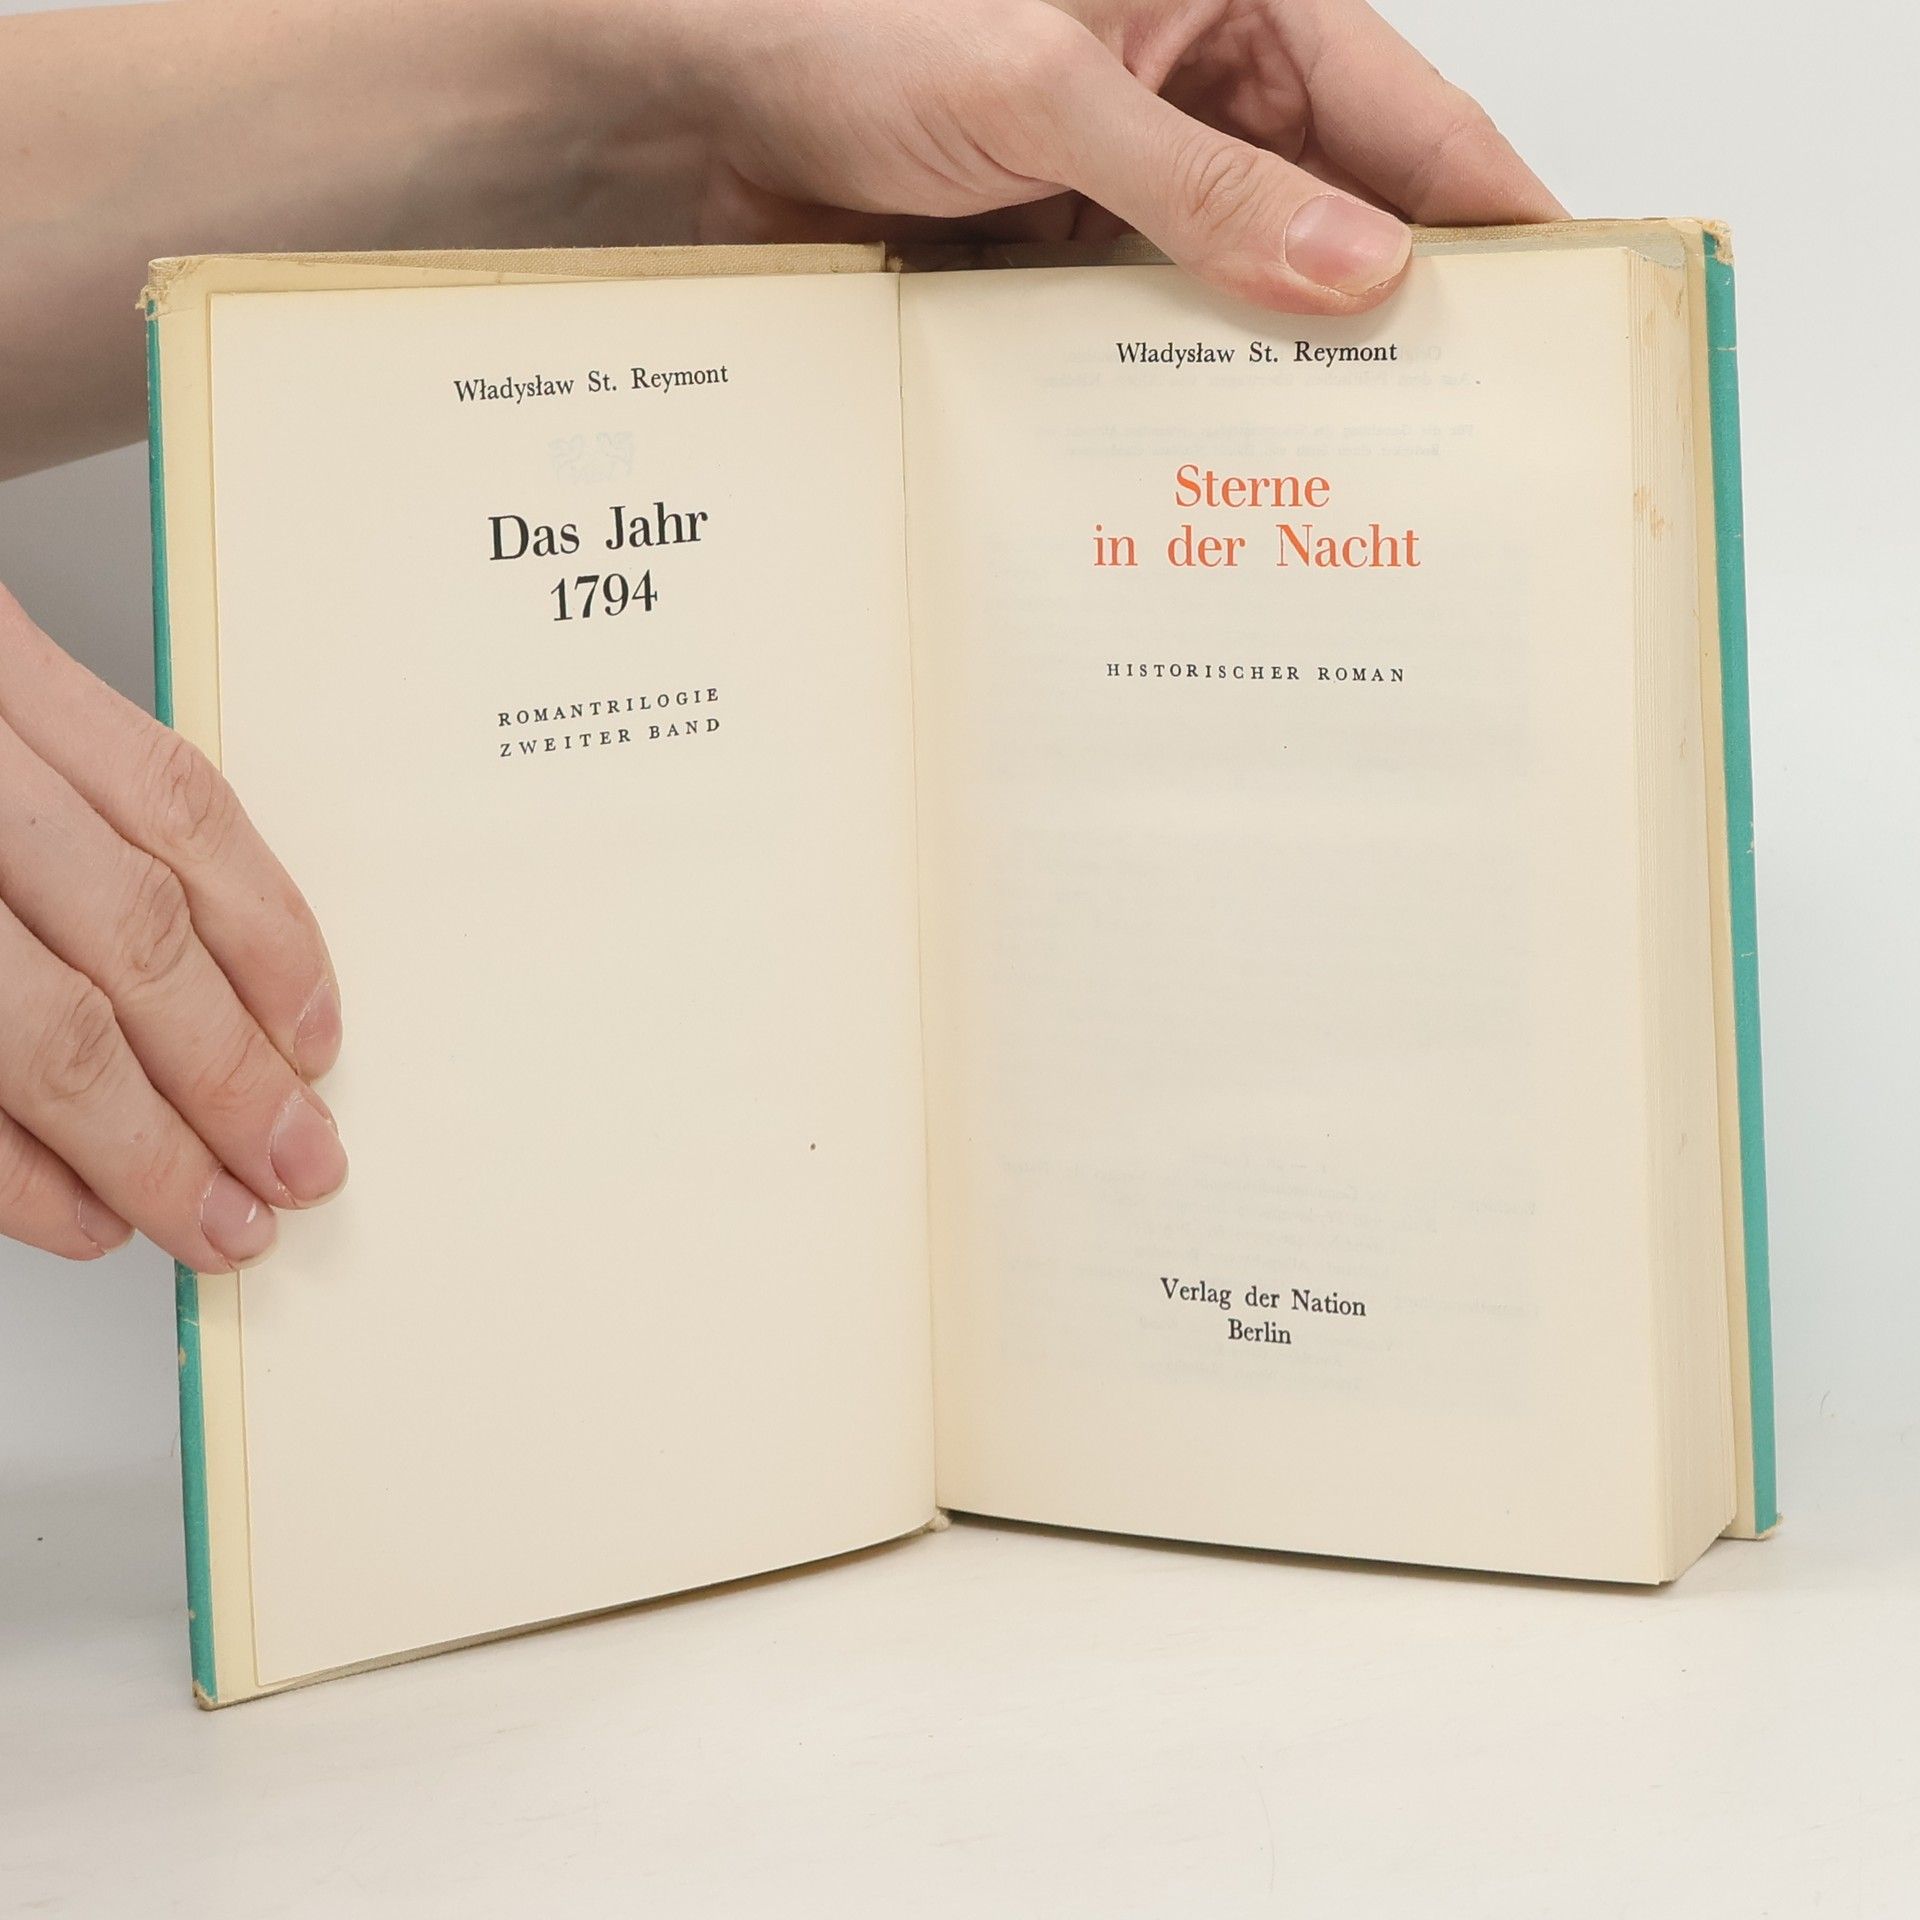 Władysław St. Reymont
Das Jahr
1794
ROMANTRILOGIE
ZWEITER BAND
Władysław St. Reymont
Sterne
in der Nacht
HISTORISCHER ROMAN
Verlag der Nation
Berlin